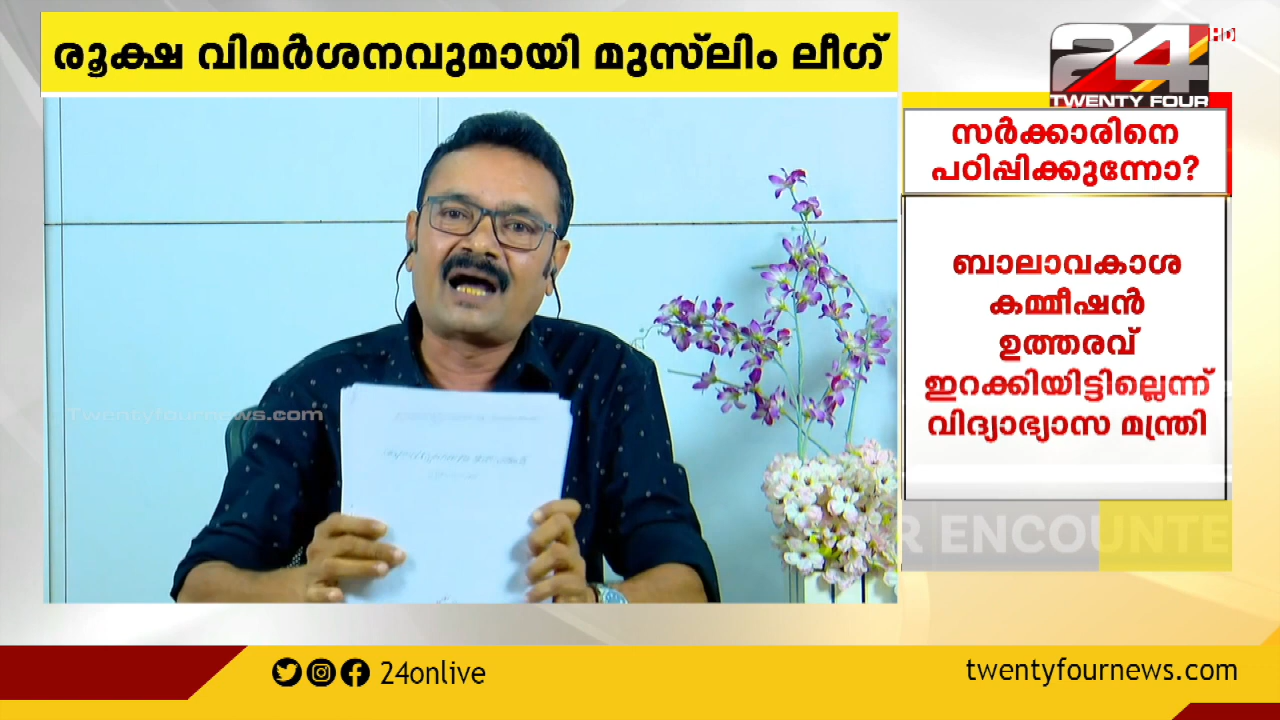 രൂക്ഷ വിമർശനവുമായി മുസ്‌ലിം ലീഗ്
24
HD
TWENTY FOUR
സർക്കാരിനെ
പഠിപ്പിക്കുന്നോ?
ബാലാവകാശ
കമ്മീഷൻ
ഉത്തരവ്
ഇറക്കിയിട്ടില്ലെന്ന്
വിദ്യാഭ്യാസ മന്ത്രി
Twentyfournews.com
R ENCOUNTE
24onlive
twentyfournews.com